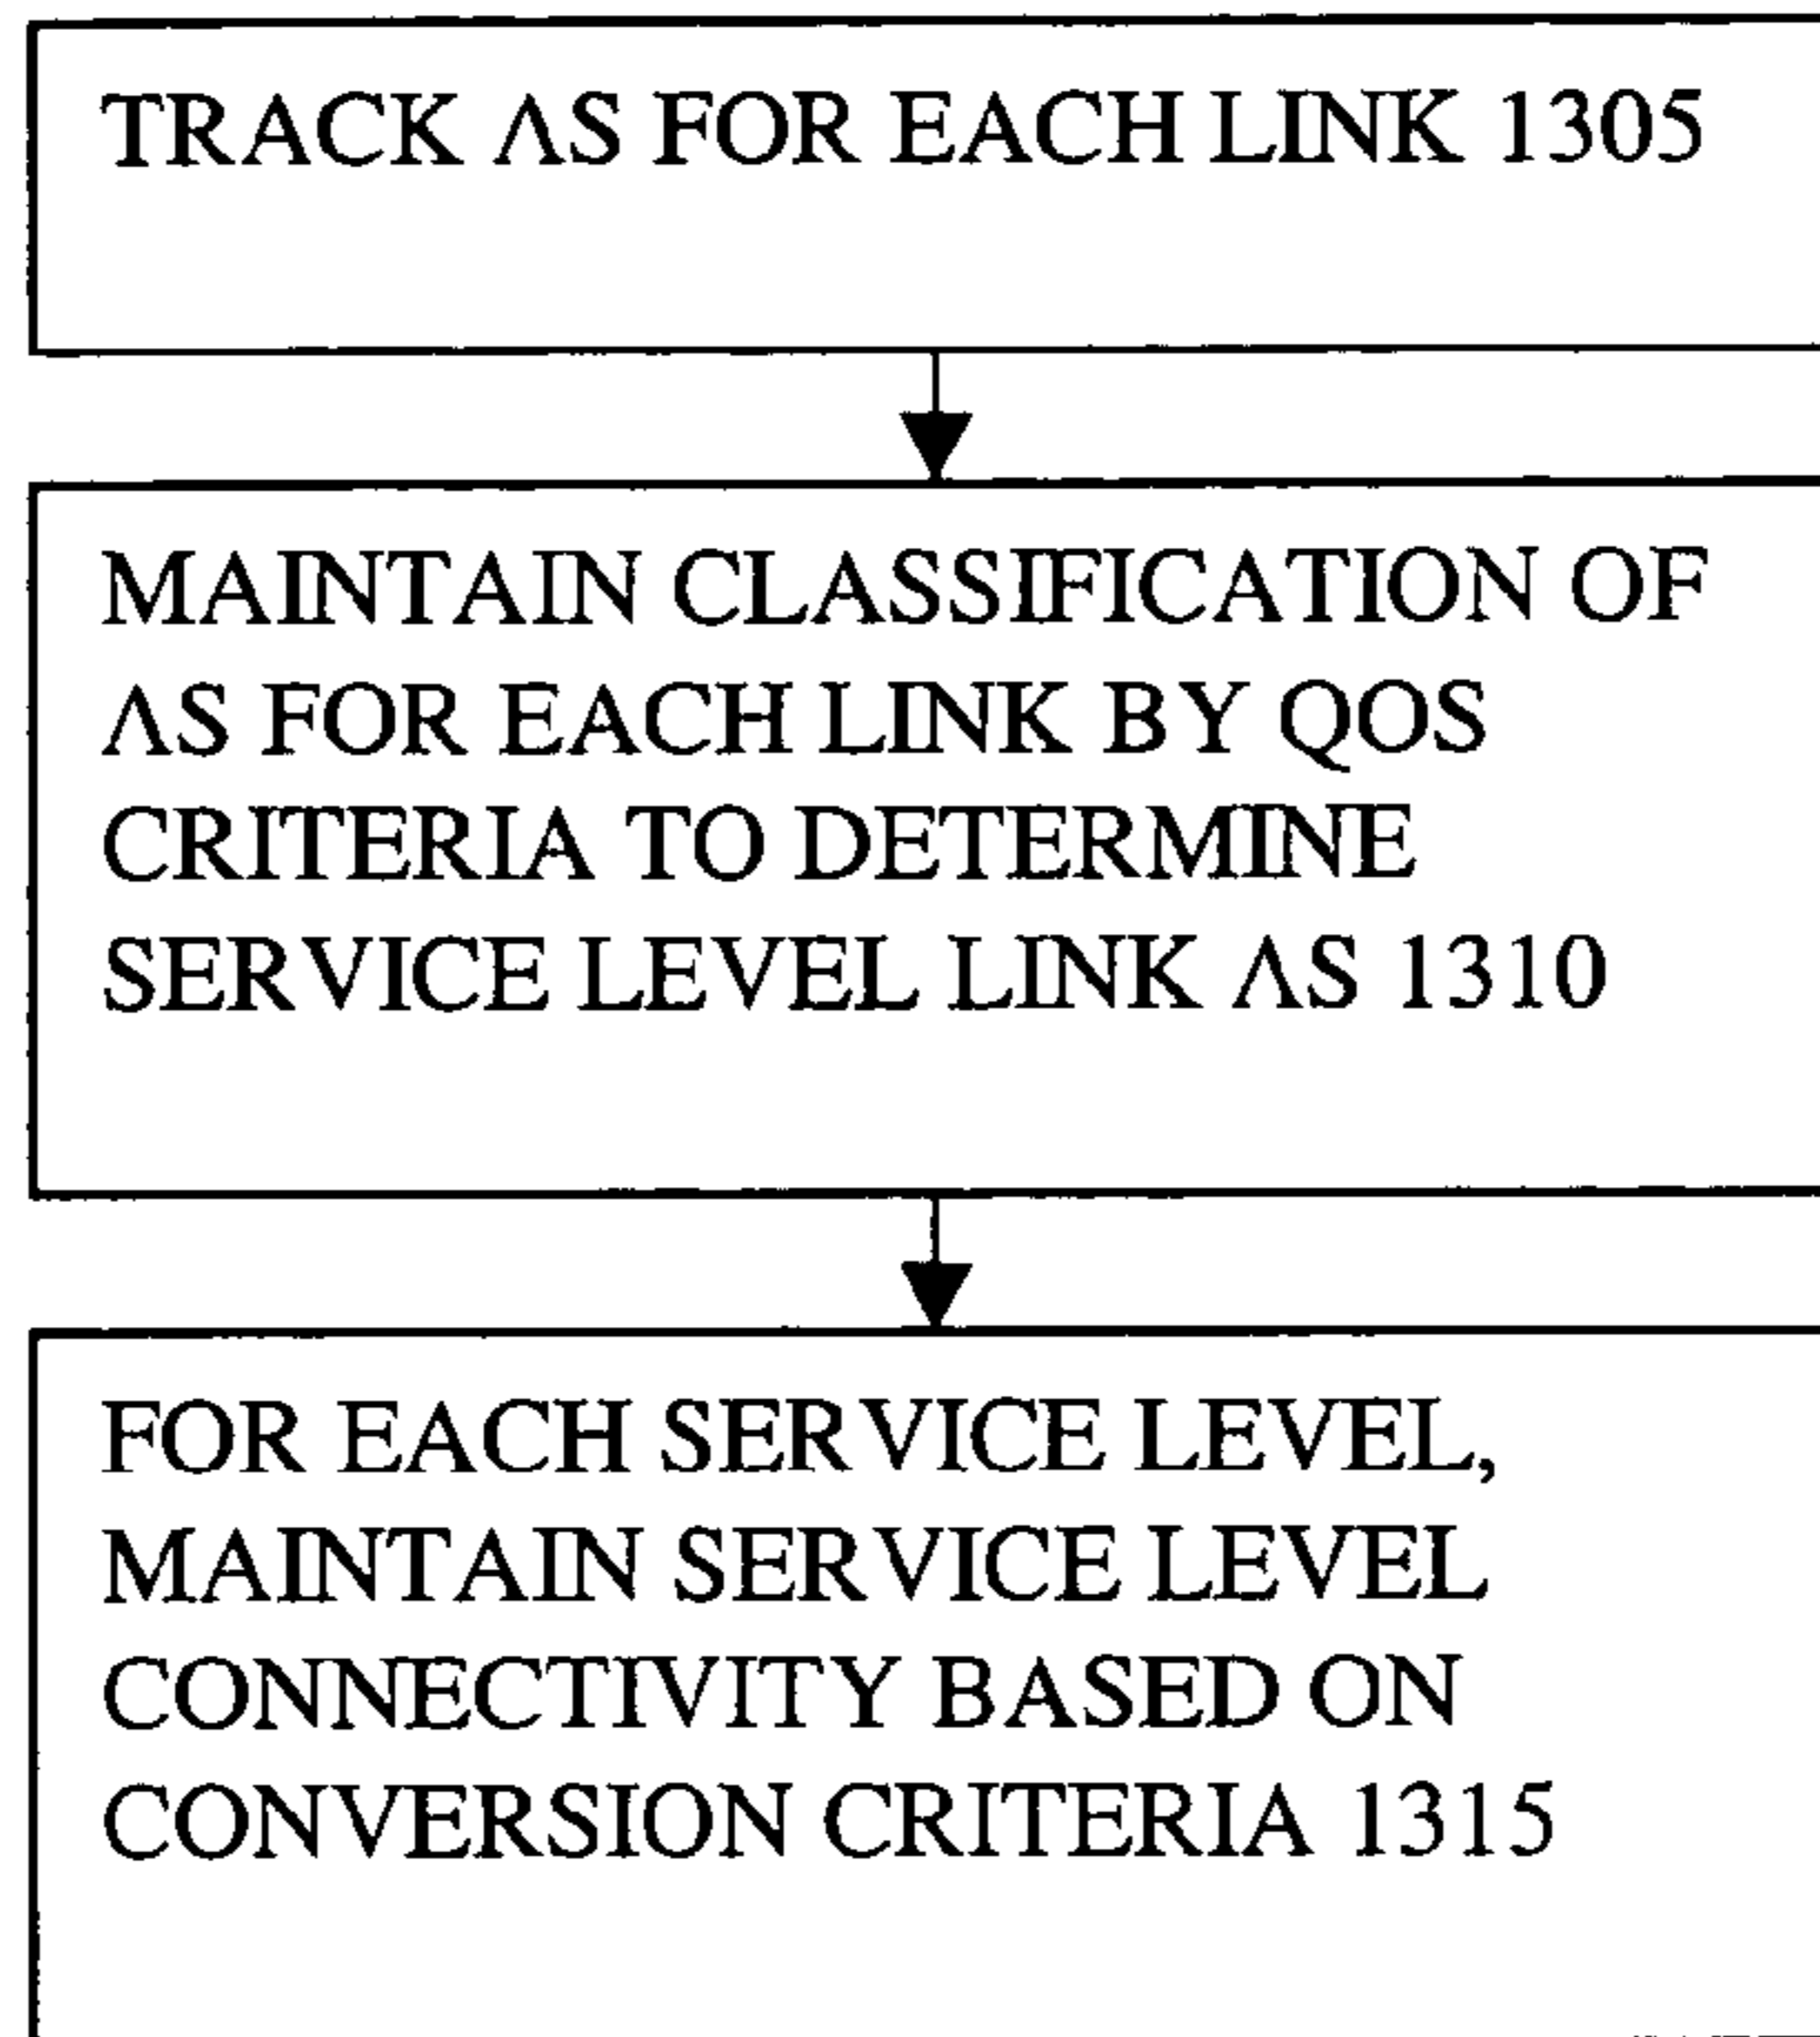 TRACK ΛS FOR EACH LINK 1305
MAINTAIN CLASSIFICATION OF
ΛS FOR EACH LINK BY QOS
CRITERIA TO DETERMINE
SERVICE LEVEL LINK ΛS 1310
FOR EACH SERVICE LEVEL,
MAINTAIN SERVICE LEVEL
CONNECTIVITY BASED ON
CONVERSION CRITERIA 1315